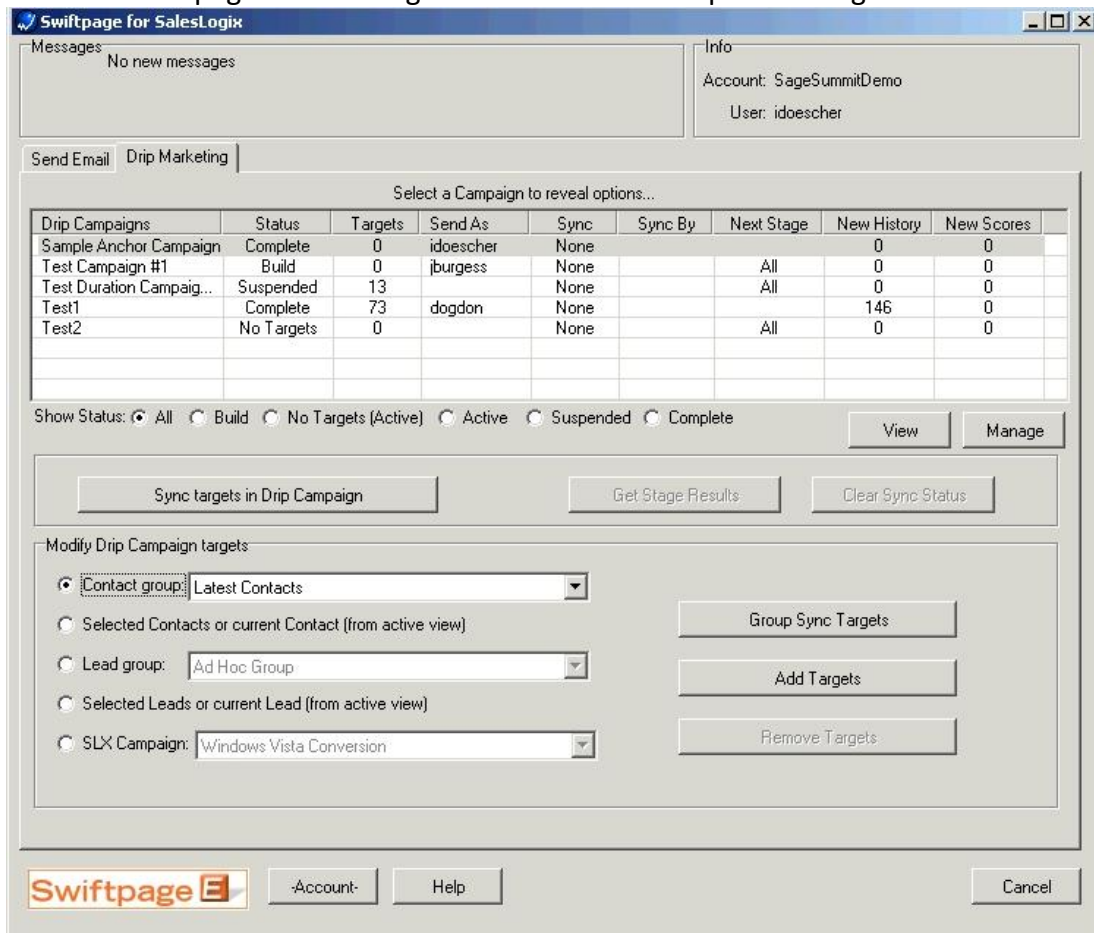 Swiftpage for SalesLogix
Messages
No new messages
Info
Account: SageSummitDemo
User: idoescher
Send Email Drip Marketing
Select a Campaign to reveal options...
Drip Campaigns Status Targets Send As Sync Sync By Next Stage New History New Scores
Sample Anchor Campaign Complete 0 idoescher None 0 0
Test Campaign #1 Build 0 jburgess None All 0 0
Test Duration Campaig... Suspended 13 None All 0 0
Test1 Complete 73 dogdon None 146 0
Test2 No Targets 0 None All 0 0
Show Status: All Build No Targets (Active) Active Suspended Complete
View Manage
Sync targets in Drip Campaign Get Stage Results Clear Sync Status
Modify Drip Campaign targets
Contact group: Latest Contacts
Selected Contacts or current Contact (from active view)
Group Sync Targets
Lead group: Ad Hoc Group
Add Targets
Selected Leads or current Lead (from active view)
SLX Campaign: Windows Vista Conversion
Remove Targets
Swiftpage E -Account- Help Cancel